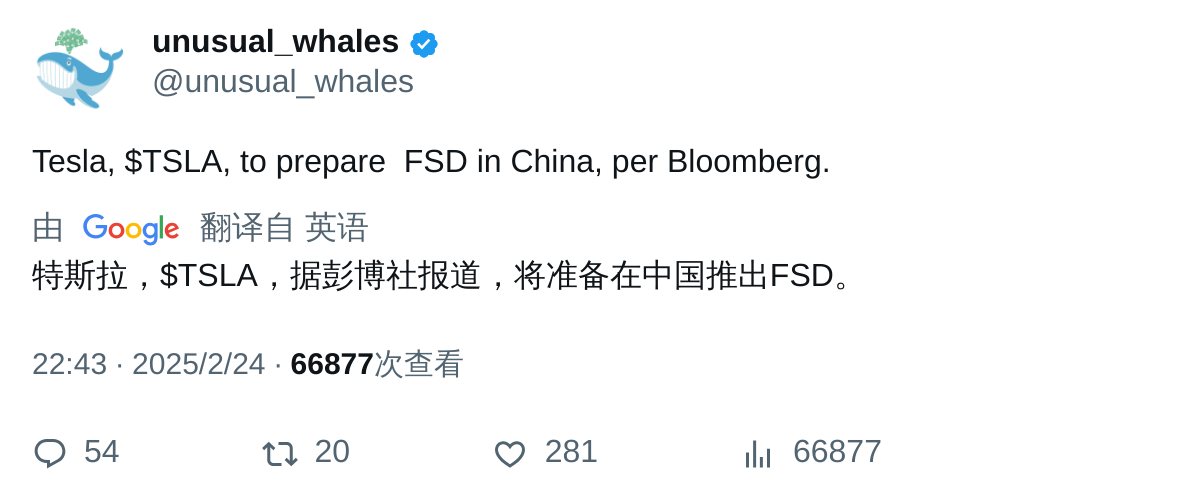 unusual_whales
@unusual_whales
Tesla, $TSLA, to prepare  FSD in China, per Bloomberg.
由 Google 翻译自 英语
特斯拉，$TSLA，据彭博社报道，将准备在中国推出FSD。
22:43 · 2025/2/24 · 66877次查看
54 20 281 66877